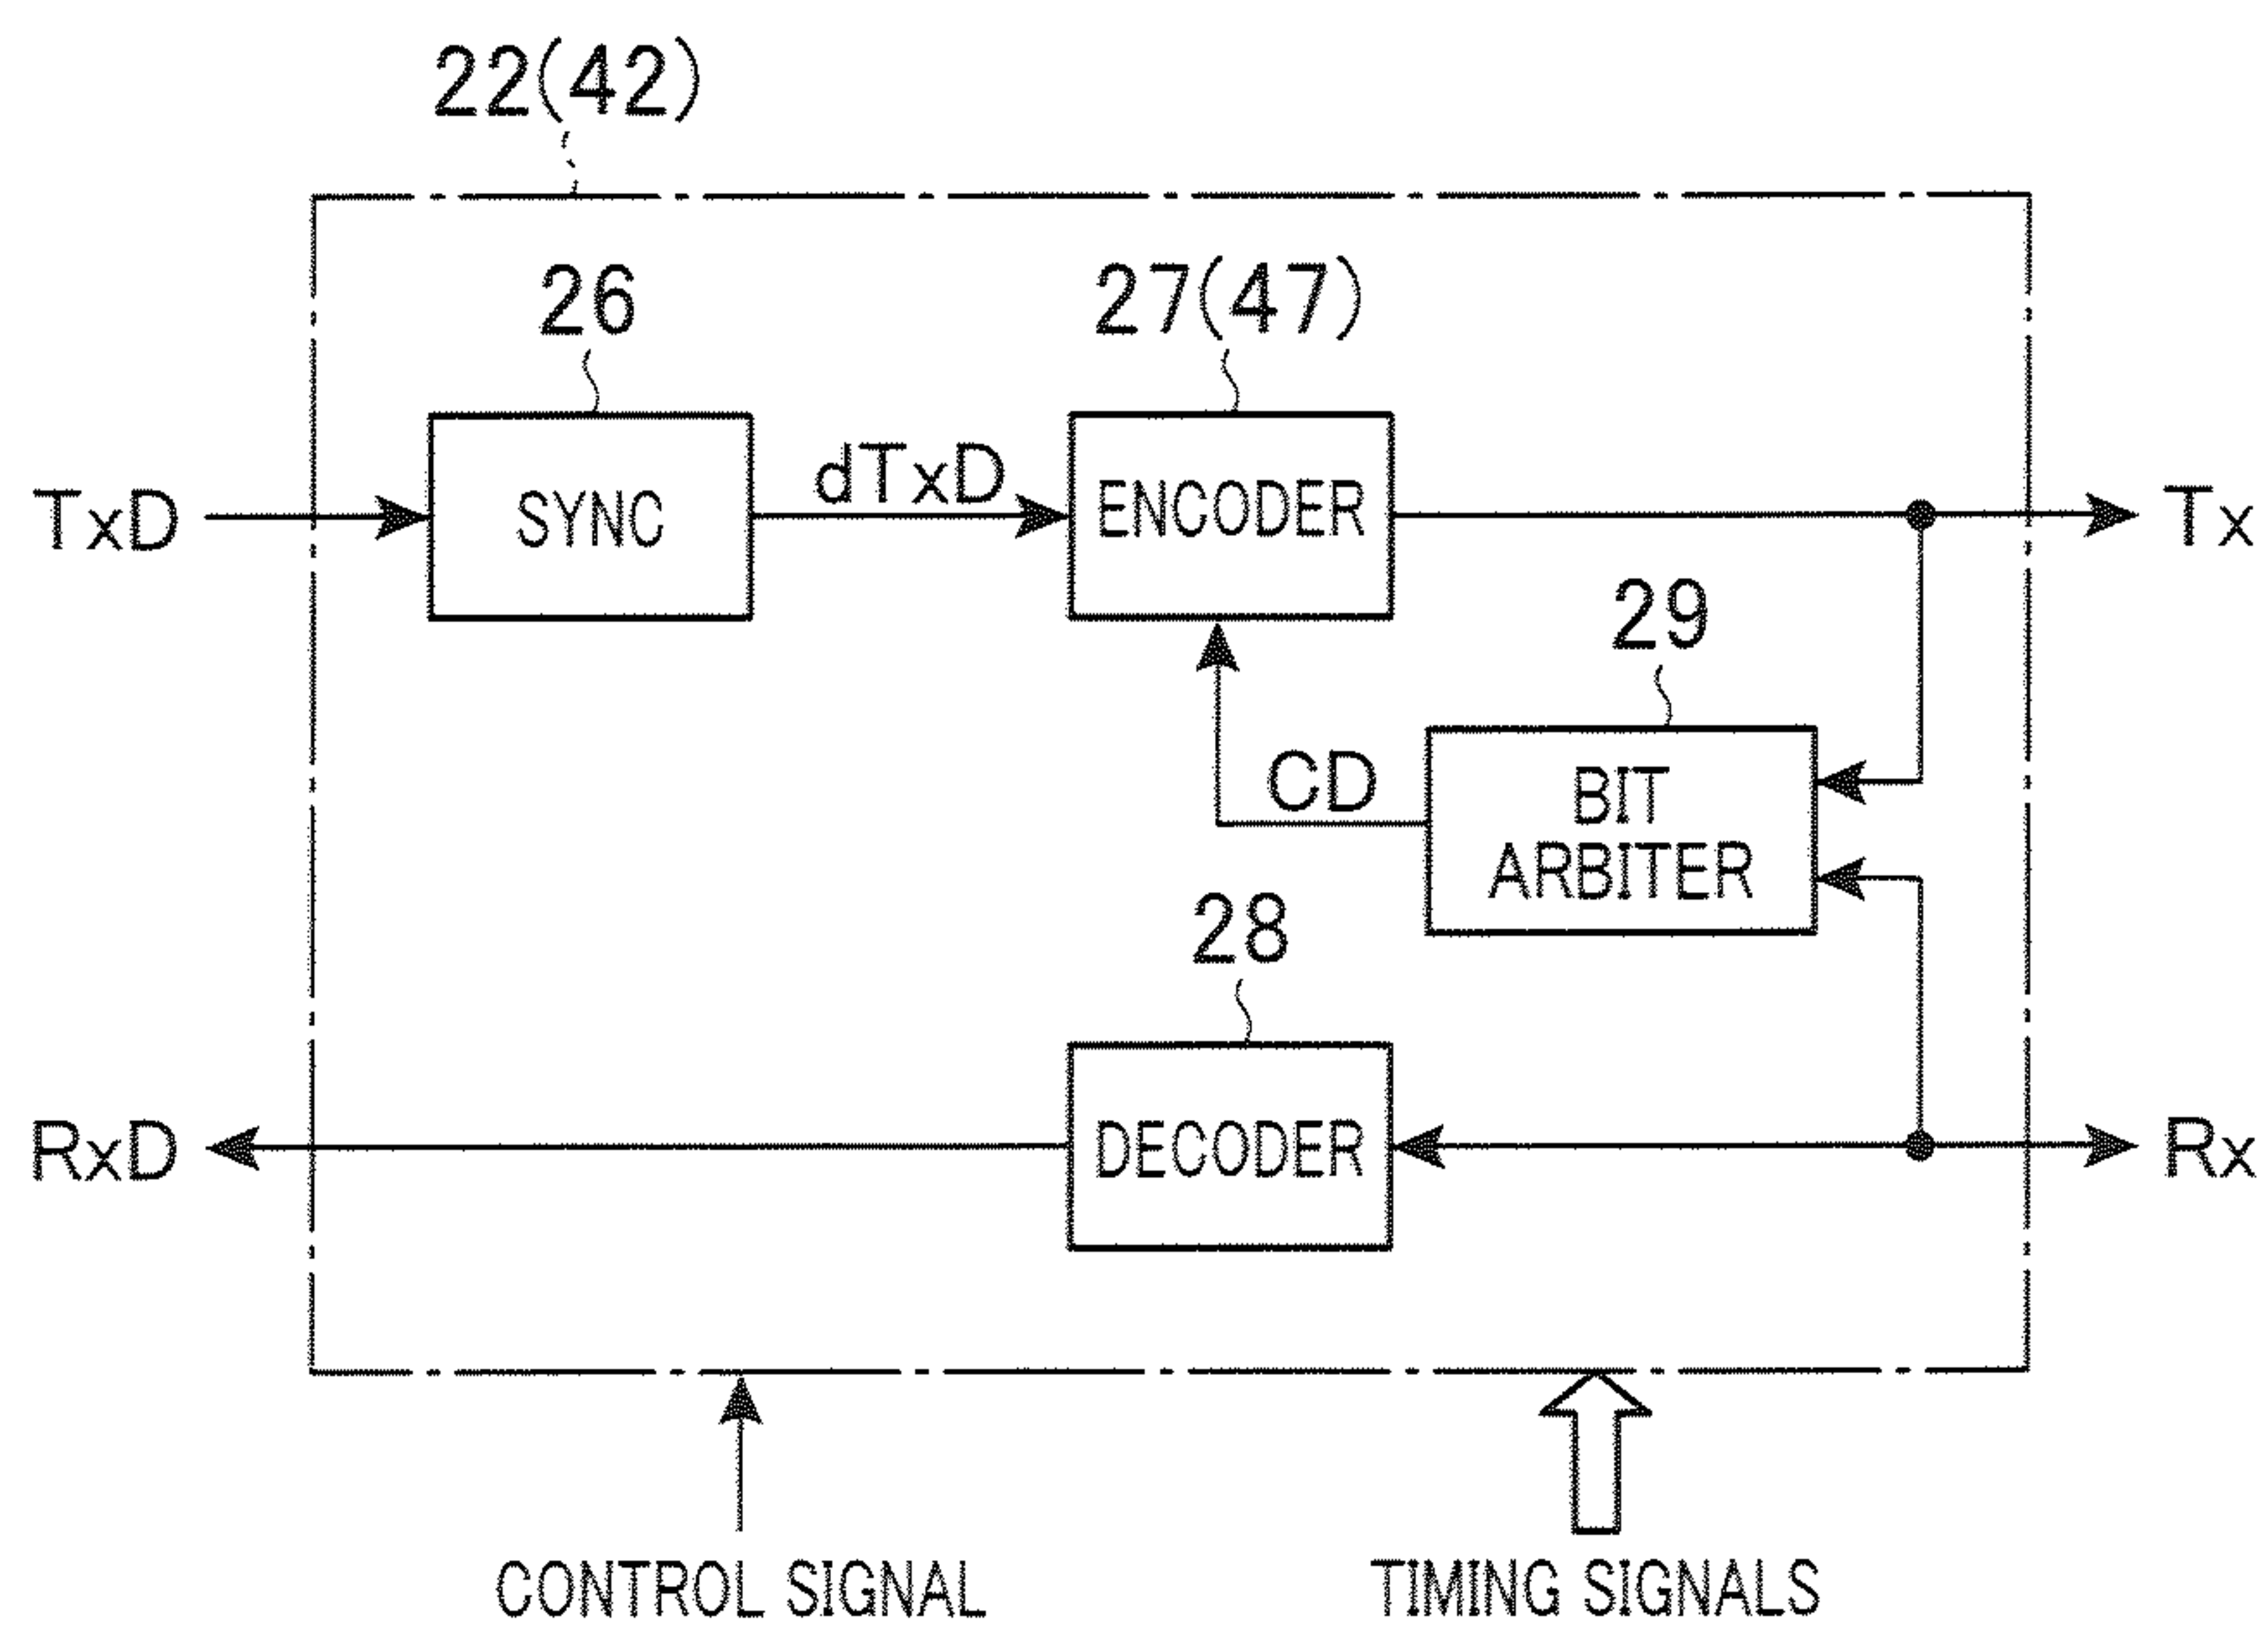 22(42)
26
27(47)
TxD
SYNC
dTxD
ENCODER
Tx
29
CD
BIT
ARBITER
28
RxD
DECODER
Rx
CONTROL SIGNAL
TIMING SIGNALS